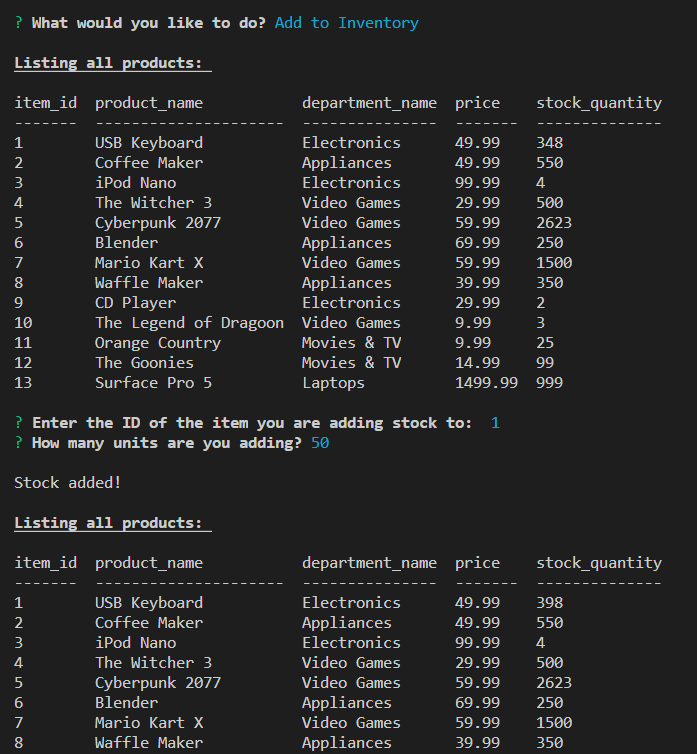 ? What would you like to do? Add to Inventory
Listing all products:
item_id  product_name           department_name  price    stock_quantity
-------  ---------------------  ---------------  -------  --------------
1        USB Keyboard           Electronics      49.99    348
2        Coffee Maker           Appliances       49.99    550
3        iPod Nano              Electronics      99.99    4
4        The Witcher 3          Video Games      29.99    500
5        Cyberpunk 2077         Video Games      59.99    2623
6        Blender                Appliances       69.99    250
7        Mario Kart X           Video Games      59.99    1500
8        Waffle Maker           Appliances       39.99    350
9        CD Player              Electronics      29.99    2
10       The Legend of Dragoon  Video Games      9.99     3
11       Orange Country         Movies & TV      9.99     25
12       The Goonies            Movies & TV      14.99    99
13       Surface Pro 5          Laptops          1499.99  999
? Enter the ID of the item you are adding stock to:  1
? How many units are you adding? 50
Stock added!
Listing all products:
item_id  product_name           department_name  price    stock_quantity
-------  ---------------------  ---------------  -------  --------------
1        USB Keyboard           Electronics      49.99    398
2        Coffee Maker           Appliances       49.99    550
3        iPod Nano              Electronics      99.99    4
4        The Witcher 3          Video Games      29.99    500
5        Cyberpunk 2077         Video Games      59.99    2623
6        Blender                Appliances       69.99    250
7        Mario Kart X           Video Games      59.99    1500
8        Waffle Maker           Appliances       39.99    350